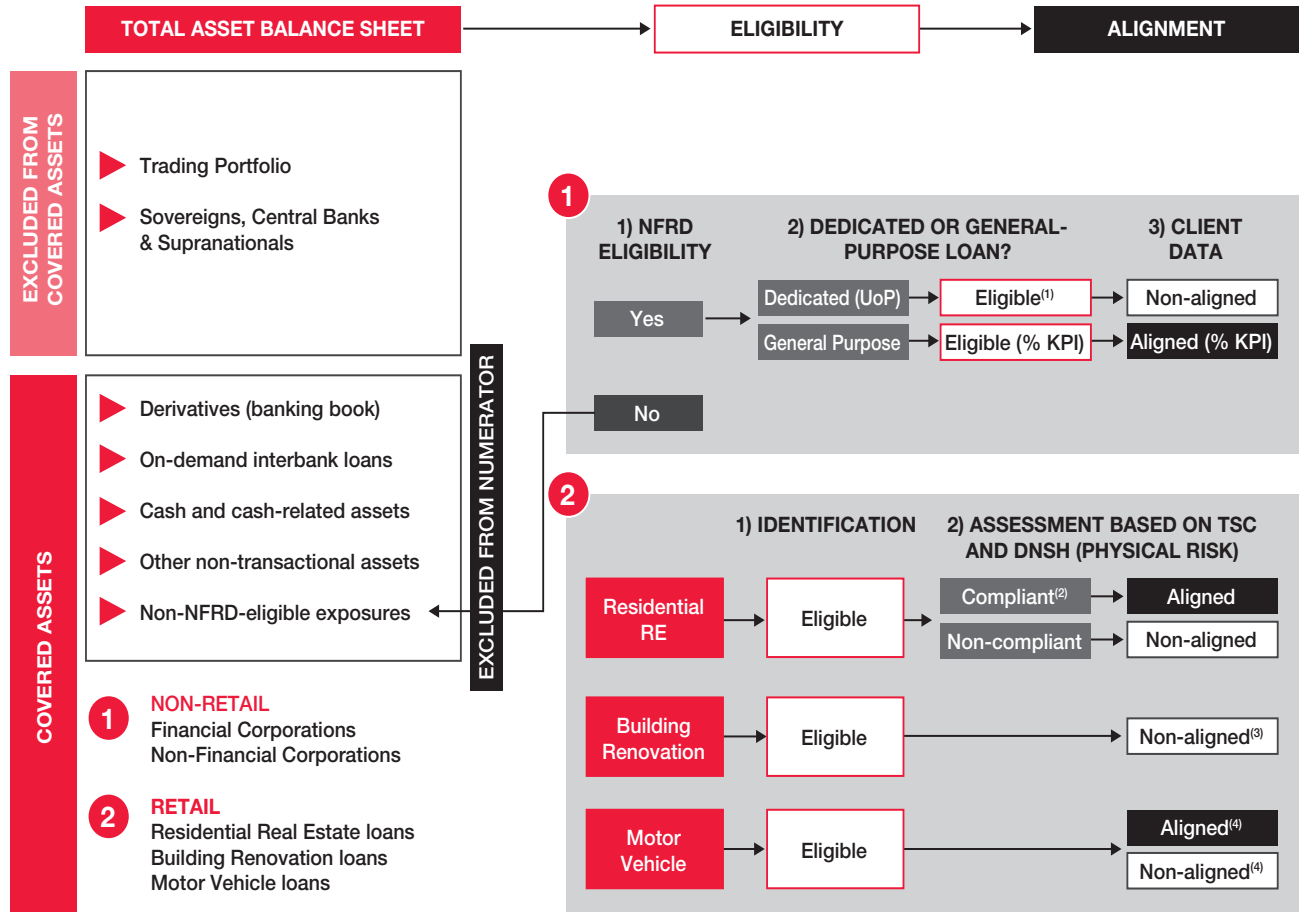 TOTAL ASSET BALANCE SHEET
ELIGIBILITY
ALIGNMENT
EXCLUDED FROM
COVERED ASSETS
Trading Portfolio
Sovereigns, Central Banks
& Supranationals
COVERED ASSETS
Derivatives (banking book)
On-demand interbank loans
Cash and cash-related assets
Other non-transactional assets
Non-NFRD-eligible exposures
EXCLUDED FROM NUMERATOR
1
NON-RETAIL
Financial Corporations
Non-Financial Corporations
2
RETAIL
Residential Real Estate loans
Building Renovation loans
Motor Vehicle loans
1
1) NFRD
ELIGIBILITY
2) DEDICATED OR GENERAL-
PURPOSE LOAN?
3) CLIENT
DATA
Yes
Dedicated (UoP)
Eligible(1)
Non-aligned
General Purpose
Eligible (% KPI)
Aligned (% KPI)
No
2
1) IDENTIFICATION
2) ASSESSMENT BASED ON TSC
AND DNSH (PHYSICAL RISK)
Residential
RE
Eligible
Compliant(2)
Aligned
Non-compliant
Non-aligned
Building
Renovation
Eligible
Non-aligned(3)
Motor
Vehicle
Eligible
Aligned(4)
Non-aligned(4)